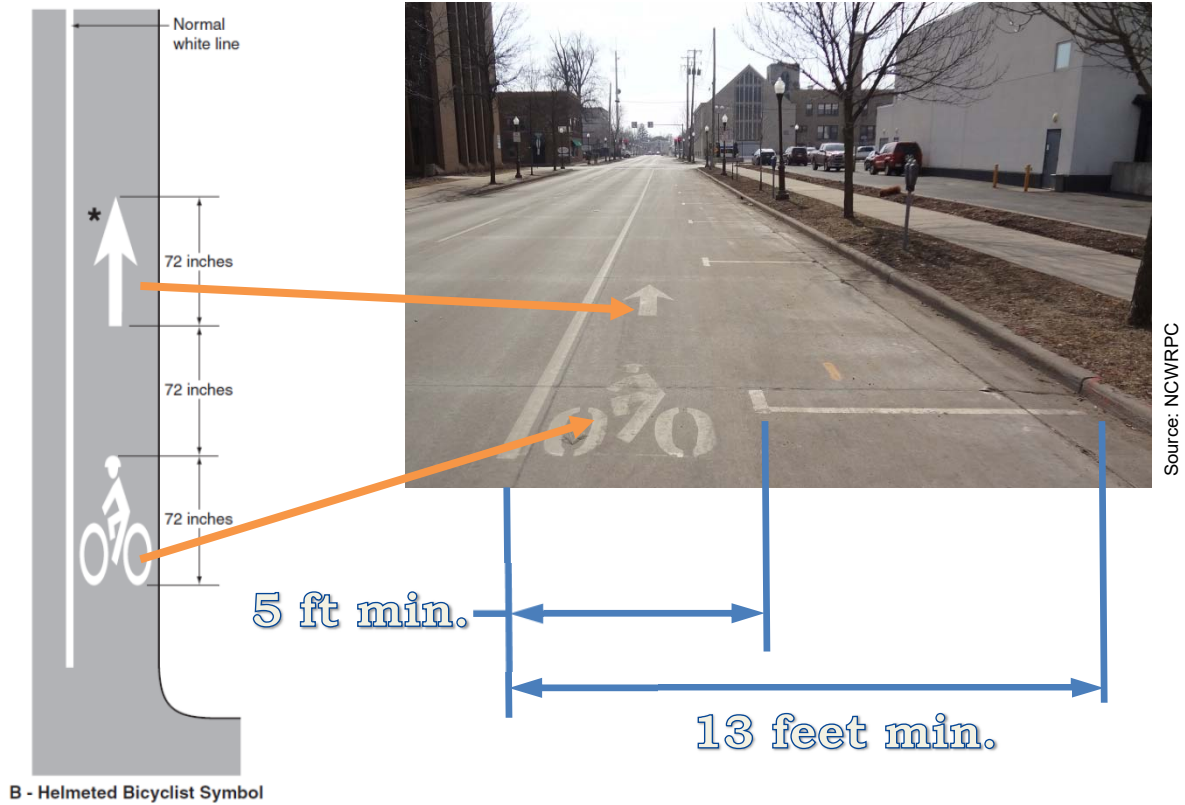 Normal
white line
*
72 inches
72 inches
72 inches
B - Helmeted Bicyclist Symbol
5 ft min.
13 feet min.
Source: NCWRPC